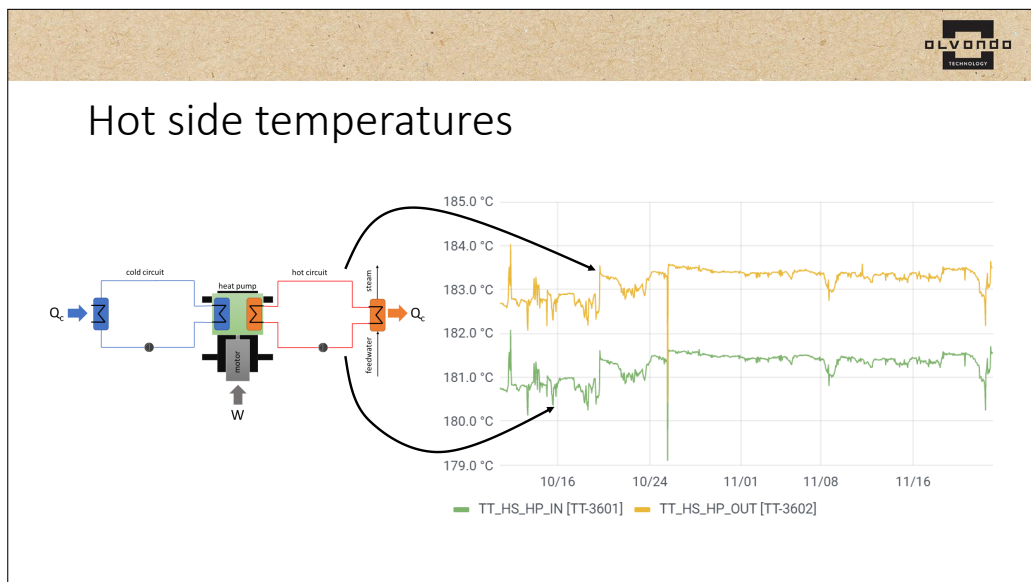 OLVONDO
TECHNOLOGY
Hot side temperatures
cold circuit
hot circuit
heat pump
steam
feedwater
motor
Qc
Qc
W
185.0 °C
184.0 °C
183.0 °C
182.0 °C
181.0 °C
180.0 °C
179.0 °C
10/16
10/24
11/01
11/08
11/16
TT_HS_HP_IN [TT-3601]
TT_HS_HP_OUT [TT-3602]